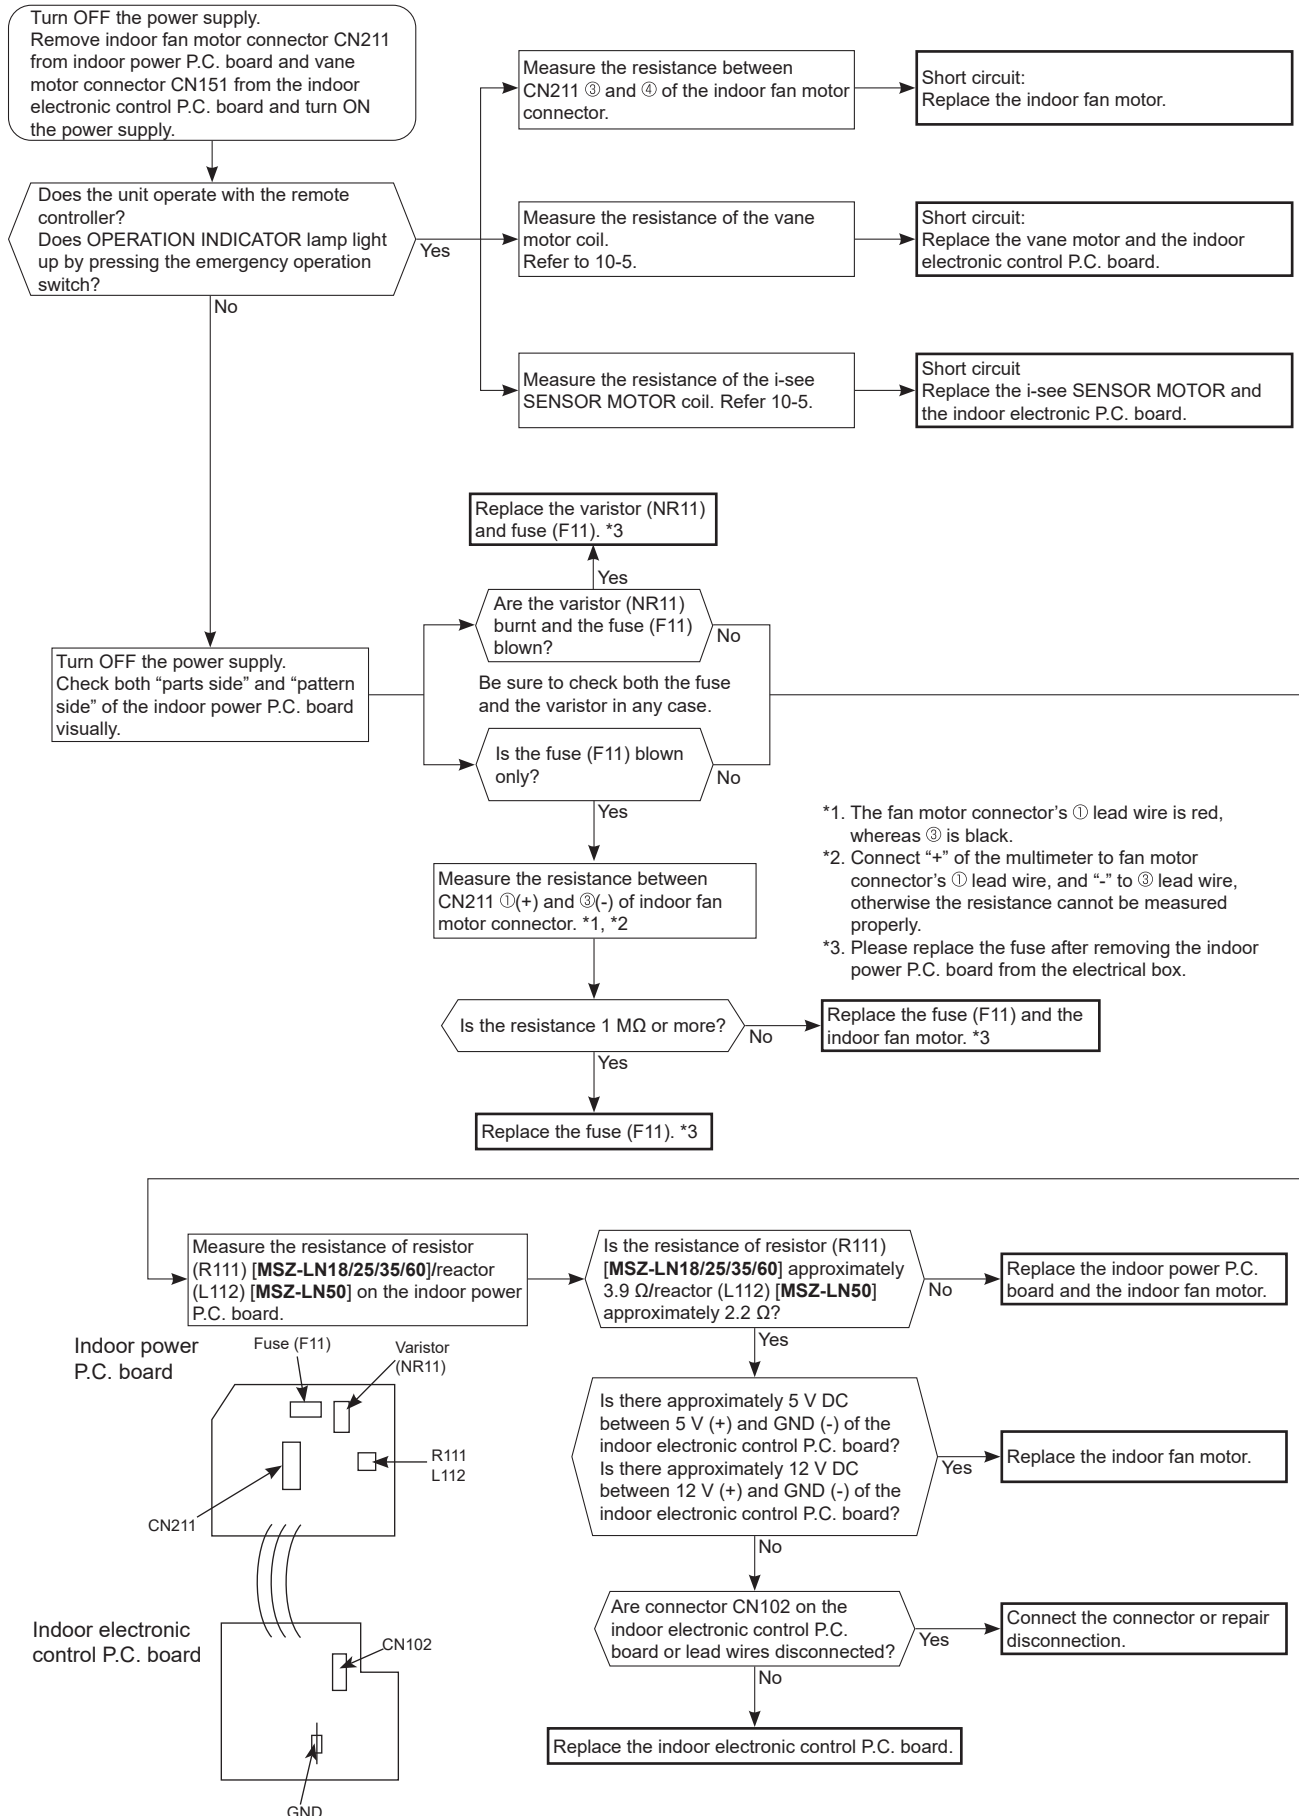 Turn OFF the power supply.
Remove indoor fan motor connector CN211
from indoor power P.C. board and vane
motor connector CN151 from the indoor
electronic control P.C. board and turn ON
the power supply.
Does the unit operate with the remote
controller?
Does OPERATION INDICATOR lamp light
up by pressing the emergency operation
switch?
Yes
No
Measure the resistance between
CN211 ③ and ④ of the indoor fan motor
connector.
Short circuit:
Replace the indoor fan motor.
Measure the resistance of the vane
motor coil.
Refer to 10-5.
Short circuit:
Replace the vane motor and the indoor
electronic control P.C. board.
Measure the resistance of the i-see
SENSOR MOTOR coil. Refer 10-5.
Short circuit
Replace the i-see SENSOR MOTOR and
the indoor electronic P.C. board.
Replace the varistor (NR11)
and fuse (F11). *3
Yes
Are the varistor (NR11)
burnt and the fuse (F11)
blown?
No
Turn OFF the power supply.
Check both “parts side” and “pattern
side” of the indoor power P.C. board
visually.
Be sure to check both the fuse
and the varistor in any case.
Is the fuse (F11) blown
only?
No
Yes
Measure the resistance between
CN211 ①(+) and ③(-) of indoor fan
motor connector. *1, *2
*1. The fan motor connector’s ① lead wire is red,
whereas ③ is black.
*2. Connect “+” of the multimeter to fan motor
connector’s ① lead wire, and “-” to ③ lead wire,
otherwise the resistance cannot be measured
properly.
*3. Please replace the fuse after removing the indoor
power P.C. board from the electrical box.
Is the resistance 1 MΩ or more?
No
Replace the fuse (F11) and the
indoor fan motor. *3
Yes
Replace the fuse (F11). *3
Measure the resistance of resistor
(R111) [MSZ-LN18/25/35/60]/reactor
(L112) [MSZ-LN50] on the indoor power
P.C. board.
Is the resistance of resistor (R111)
[MSZ-LN18/25/35/60] approximately
3.9 Ω/reactor (L112) [MSZ-LN50]
approximately 2.2 Ω?
No
Replace the indoor power P.C.
board and the indoor fan motor.
Yes
Is there approximately 5 V DC
between 5 V (+) and GND (-) of the
indoor electronic control P.C. board?
Is there approximately 12 V DC
between 12 V (+) and GND (-) of the
indoor electronic control P.C. board?
Yes
Replace the indoor fan motor.
No
Are connector CN102 on the
indoor electronic control P.C.
board or lead wires disconnected?
Yes
Connect the connector or repair
disconnection.
No
Replace the indoor electronic control P.C. board.
Indoor power
P.C. board
Fuse (F11)
Varistor
(NR11)
R111
L112
CN211
Indoor electronic
control P.C. board
CN102
GND